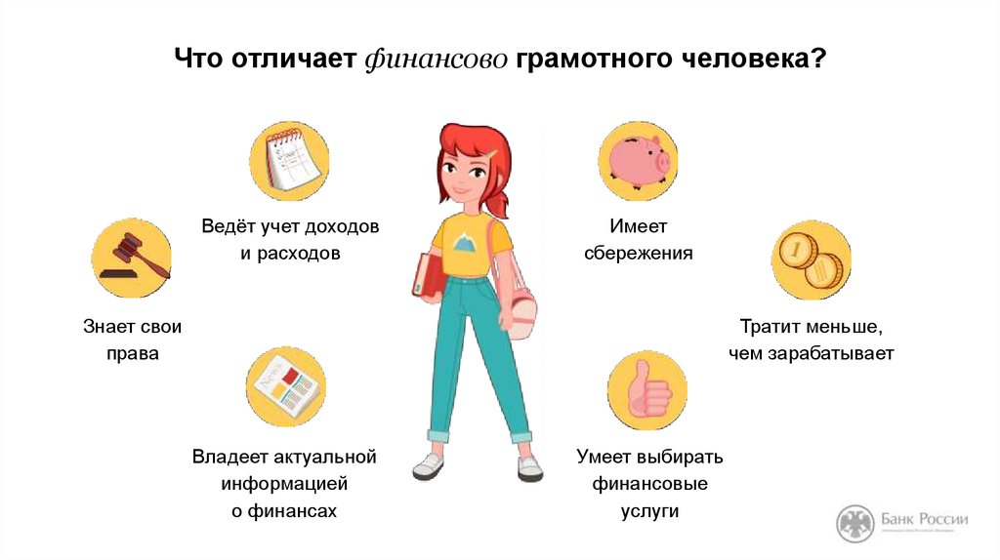 Что отличает финансово грамотного человека?
Ведёт учет доходов
и расходов
Имеет
сбережения
Знает свои
права
Тратит меньше,
чем зарабатывает
News
Владеет актуальной
информацией
о финансах
Умеет выбирать
финансовые
услуги
Банк России